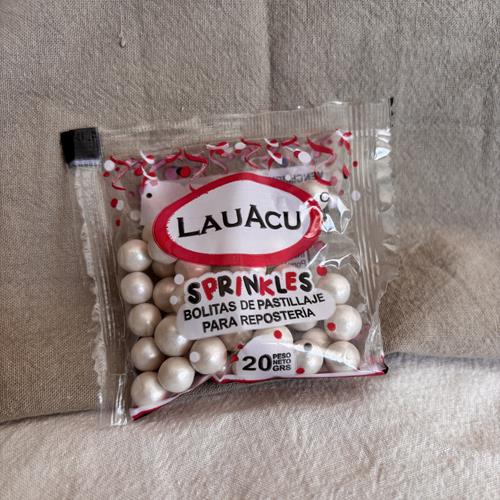 LAUACU
SPRINKLES
BOLITAS DE PASTILLAJE
PARA REPOSTERÍA
20 PESO
NETO
GRS